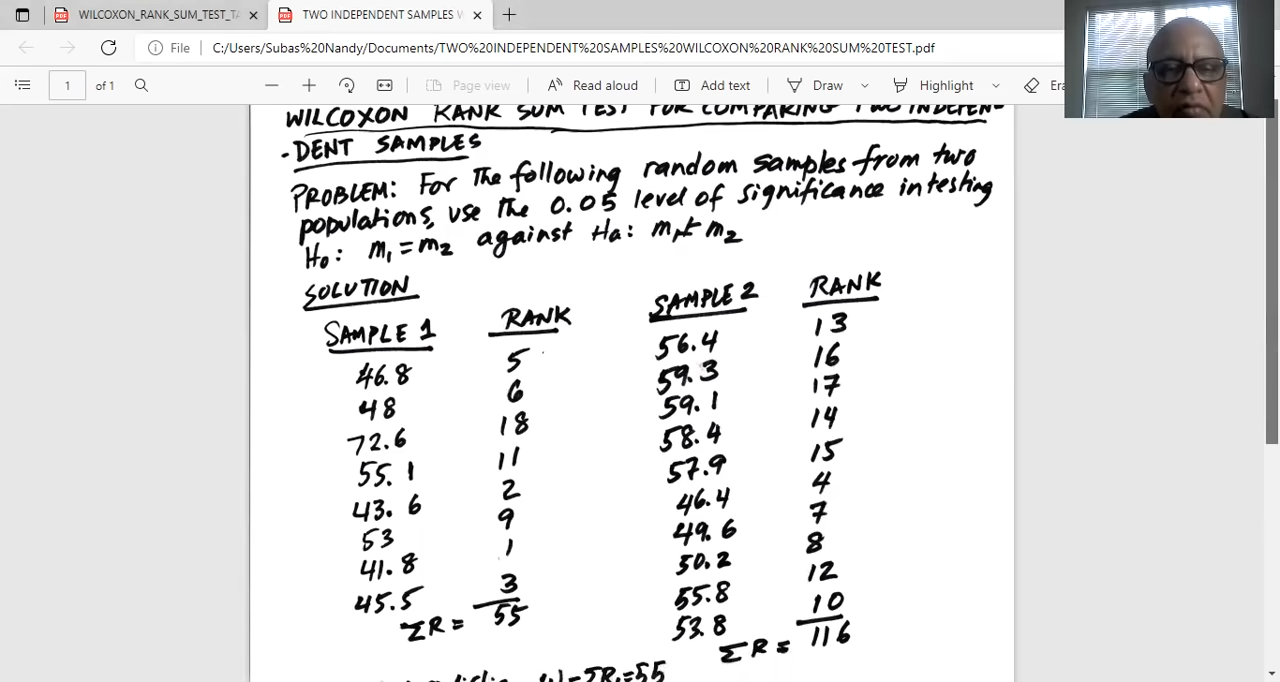 WILCOXON_RANK_SUM_TEST_TA
TWO INDEPENDENT SAMPLES W
File
C:/Users/Subas%20Nandy/Documents/TWO%20INDEPENDENT%20SAMPLES%20WILCOXON%20RANK%20SUM%20TEST.pdf
1 of 1
Page view
Read aloud
Add text
Draw
Highlight
Era
WILCOXON RANK SUM TEST FOR COMPARING TWO INDEPEN-
-DENT SAMPLES
PROBLEM: For the following random samples from two
populations, use the 0.05 level of significance in testing
H₀: m₁ = m₂ against Ha: m₁ ≠ m₂
SOLUTION
SAMPLE 1 RANK SAMPLE 2 RANK
46.8 5 56.4 13
48 6 59.3 16
72.6 18 59.1 17
55.1 11 58.4 14
43.6 2 57.9 15
53 9 46.4 4
41.8 1 49.6 7
45.5 3 50.2 8
ΣR = 55 55.8 12
53.8 10
ΣR = 116
W = ΣR₁ = 55